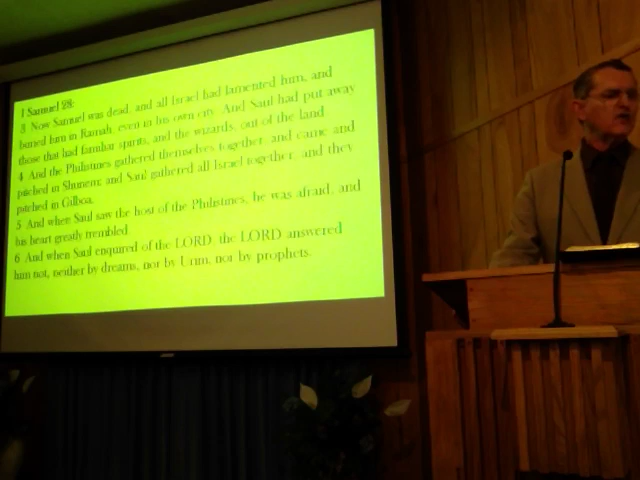 1 Samuel 28:
3 Now Samuel was dead, and all Israel had lamented him, and
buried him in Ramah, even in his own city. And Saul had put away
those that had familiar spirits, and the wizards, out of the land.
4 And the Philistines gathered themselves together, and came and
pitched in Shunem: and Saul gathered all Israel together, and they
pitched in Gilboa.
5 And when Saul saw the host of the Philistines, he was afraid, and
his heart greatly trembled.
6 And when Saul enquired of the LORD, the LORD answered
him not, neither by dreams, nor by Urim, nor by prophets.